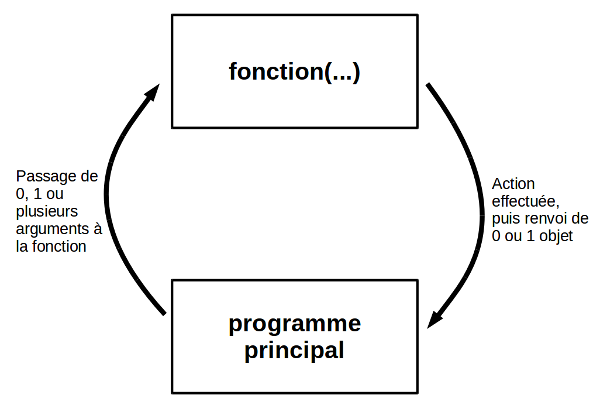 fonction(...)
Passage de
0, 1 ou
plusieurs
arguments à
la fonction
Action
effectuée,
puis renvoi de
0 ou 1 objet
programme
principal